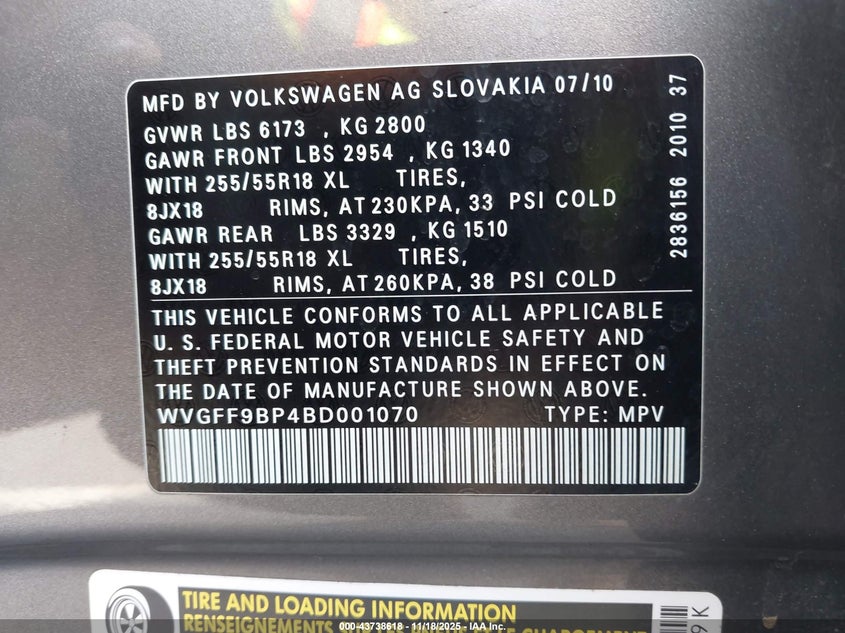 MFD BY VOLKSWAGEN AG SLOVAKIA 07/10
GVWR LBS 6173 , KG 2800
GAWR FRONT LBS 2954 , KG 1340
WITH 255/55R18 XL TIRES,
8JX18 RIMS, AT 230KPA, 33 PSI COLD
GAWR REAR LBS 3329 , KG 1510
WITH 255/55R18 XL TIRES,
8JX18 RIMS, AT 260KPA, 38 PSI COLD
2836156 2010 37
THIS VEHICLE CONFORMS TO ALL APPLICABLE
U. S. FEDERAL MOTOR VEHICLE SAFETY AND
THEFT PREVENTION STANDARDS IN EFFECT ON
THE DATE OF MANUFACTURE SHOWN ABOVE.
WVGFF9BP4BD001070 TYPE: MPV
TIRE AND LOADING INFORMATION
RENSEIGNEMENTS
CHARGEMENT
9K
000-43738618 - 11/18/2025 - IAA Inc.